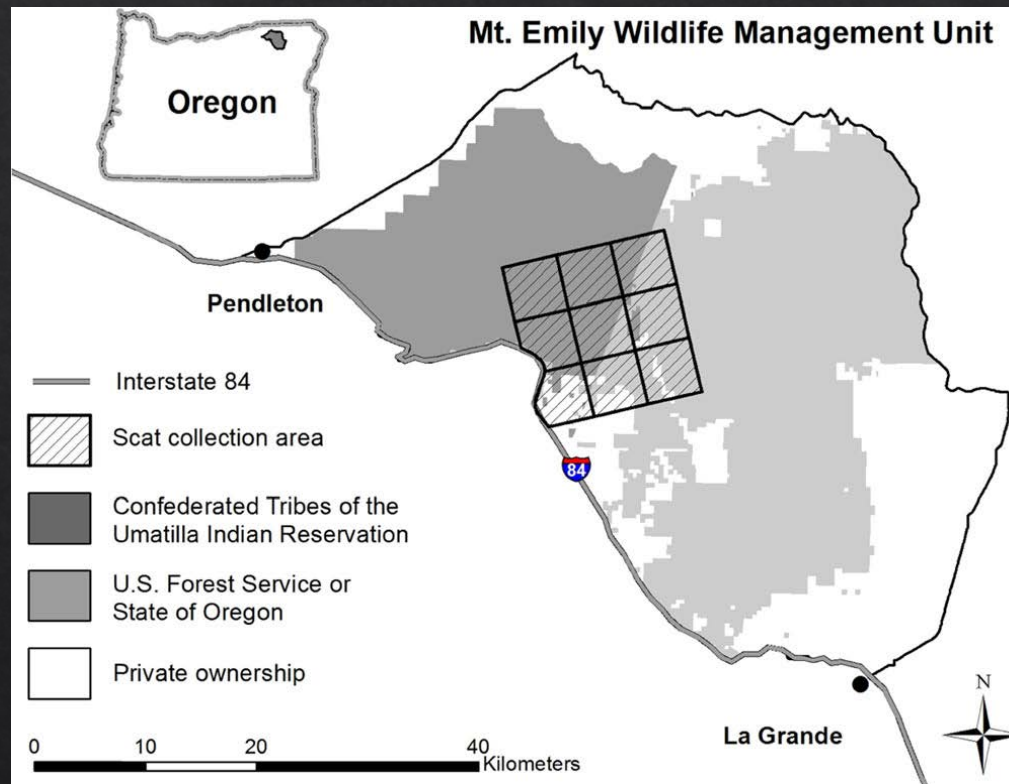 Mt. Emily Wildlife Management Unit
Oregon
Pendleton
Interstate 84
Scat collection area
84
Confederated Tribes of the
Umatilla Indian Reservation
U.S. Forest Service or
State of Oregon
Private ownership
N
La Grande
0 10 20 40
Kilometers